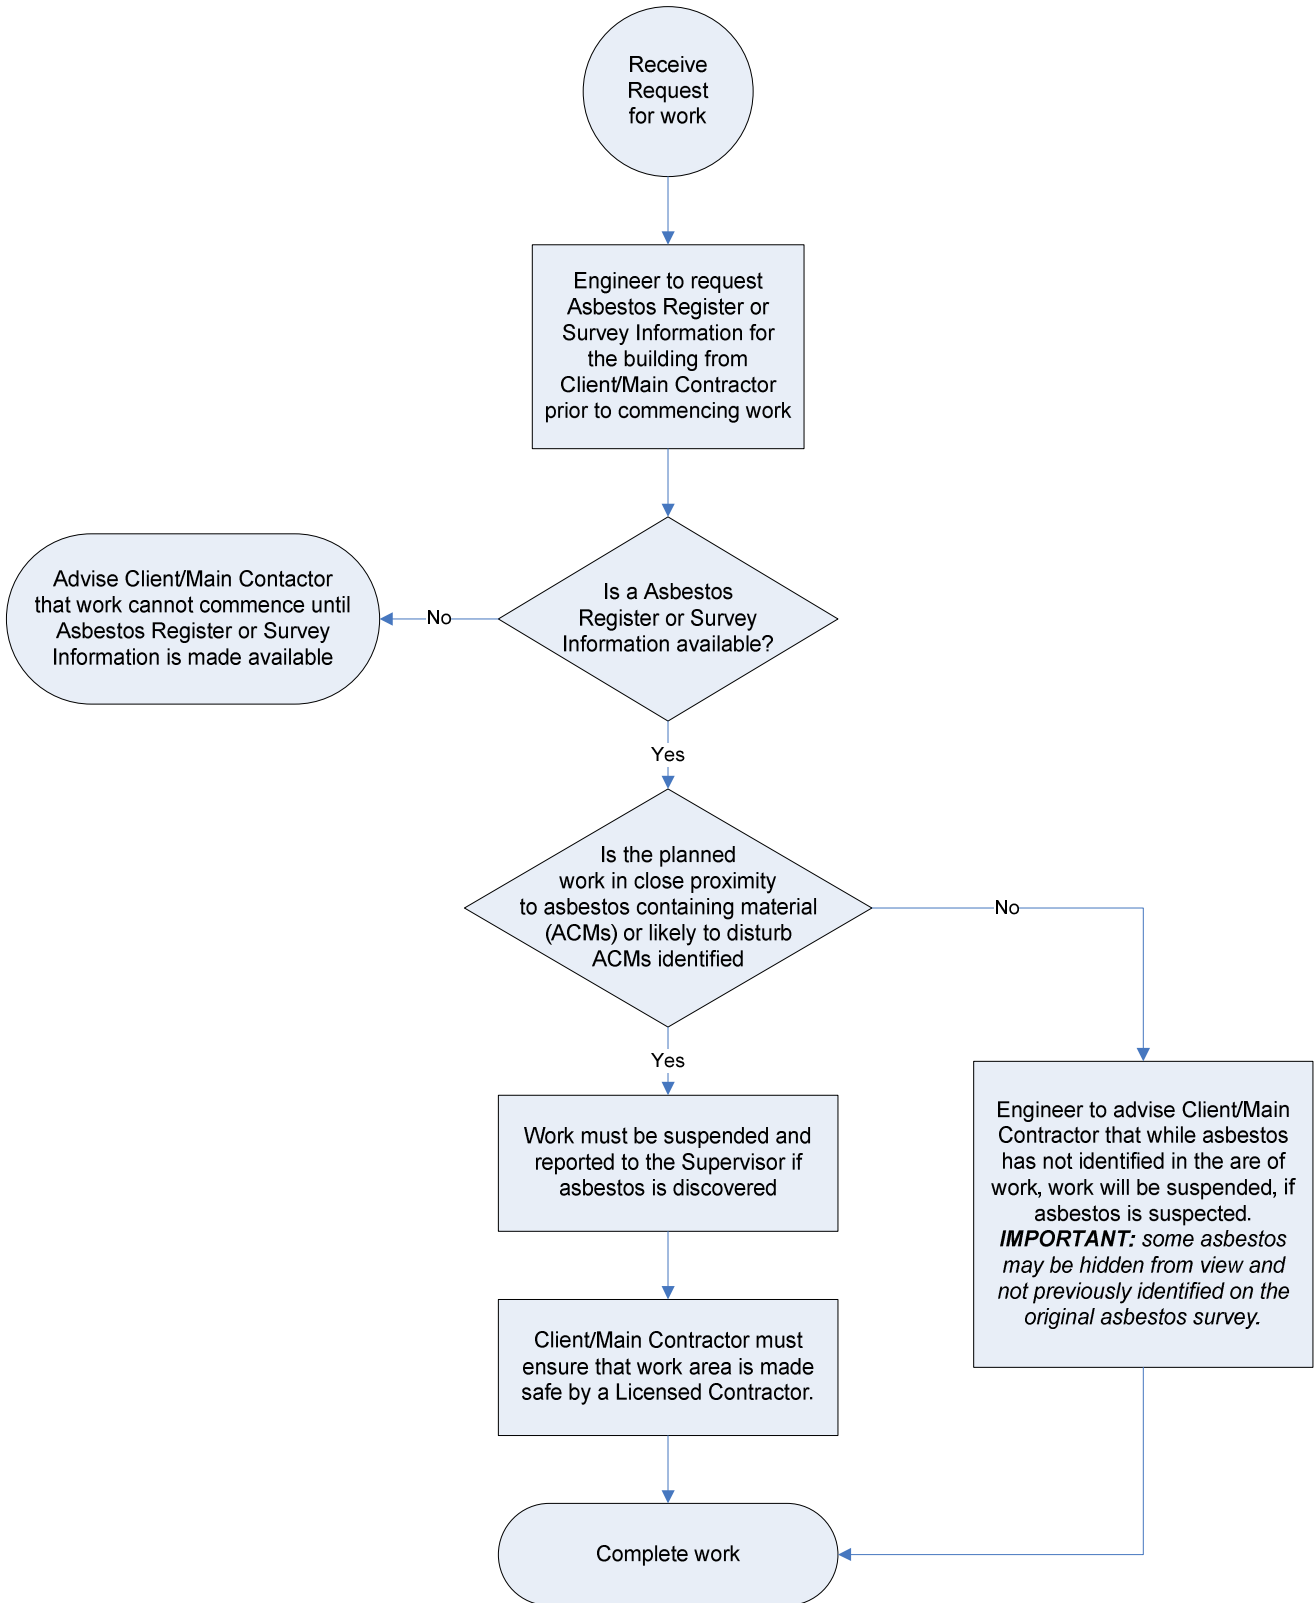 Receive
Request
for work
Engineer to request
Asbestos Register or
Survey Information for
the building from
Client/Main Contractor
prior to commencing work
Is a Asbestos
Register or Survey
Information available?
No
Advise Client/Main Contactor
that work cannot commence until
Asbestos Register or Survey
Information is made available
Yes
Is the planned
work in close proximity
to asbestos containing material
(ACMs) or likely to disturb
ACMs identified
No
Engineer to advise Client/Main
Contractor that while asbestos
has not identified in the are of
work, work will be suspended, if
asbestos is suspected.
IMPORTANT: some asbestos
may be hidden from view and
not previously identified on the
original asbestos survey.
Yes
Work must be suspended and
reported to the Supervisor if
asbestos is discovered
Client/Main Contractor must
ensure that work area is made
safe by a Licensed Contractor.
Complete work